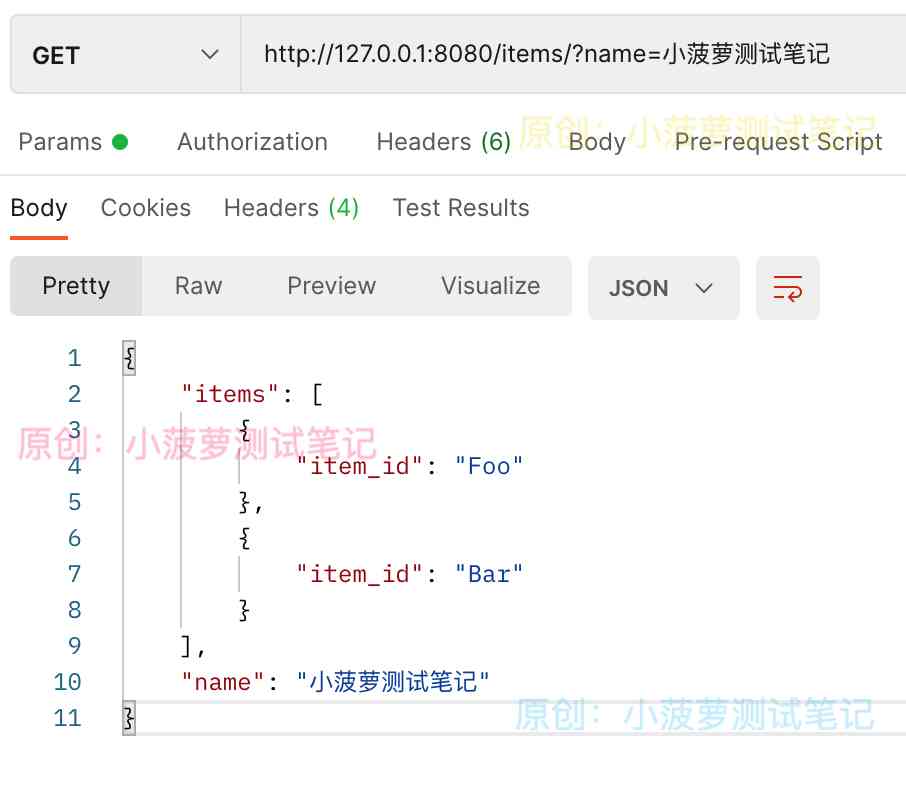 GET http://127.0.0.1:8080/items/?name=小菠萝测试笔记
Params Authorization Headers (6) Body Pre-request Script
原创：小菠萝测试笔记
Body Cookies Headers (4) Test Results
Pretty Raw Preview Visualize JSON
1 {
2 "items": [
3 {
原创：小菠萝测试笔记
4 "item_id": "Foo"
5 },
6 {
7 "item_id": "Bar"
8 }
9 ],
10 "name": "小菠萝测试笔记"
11 }
原创：小菠萝测试笔记